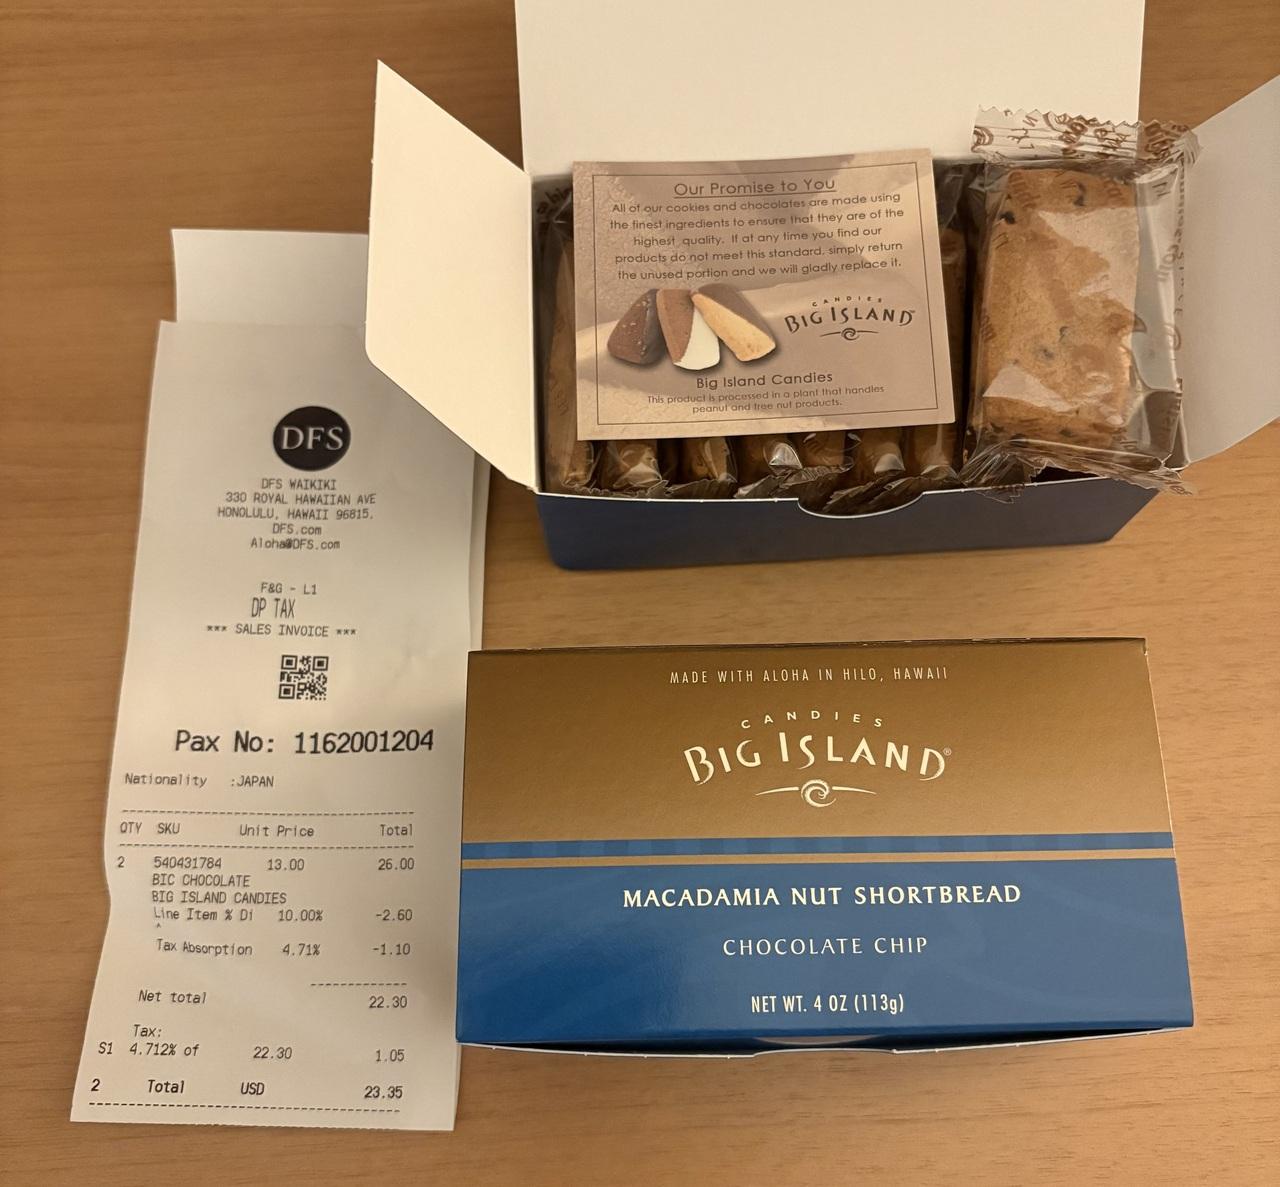 DFS
DFS WAIKIKI
330 ROYAL HAWAIIAN AVE
HONOLULU, HAWAII 96815.
DFS.com
Aloha@DFS.com
F&G - L1
DP TAX
*** SALES INVOICE ***
Pax No: 1162001204
Nationality :JAPAN
QTY SKU Unit Price Total
2 540431784 13.00 26.00
BIC CHOCOLATE
BIG ISLAND CANDIES
Line Item % Di 10.00% -2.60
^
Tax Absorption 4.71% -1.10
Net total 22.30
Tax:
S1 4.712% of 22.30 1.05
2 Total USD 23.35
Our Promise to You
All of our cookies and chocolates are made using
the finest ingredients to ensure that they are of the
highest quality. If at any time you find our
products do not meet this standard, simply return
the unused portion and we will gladly replace it.
CANDIES
BIG ISLAND
Big Island Candies
This product is processed in a plant that handles
peanut and tree nut products.
MADE WITH ALOHA IN HILO, HAWAII
CANDIES
BIG ISLAND®
MACADAMIA NUT SHORTBREAD
CHOCOLATE CHIP
NET WT. 4 OZ (113g)